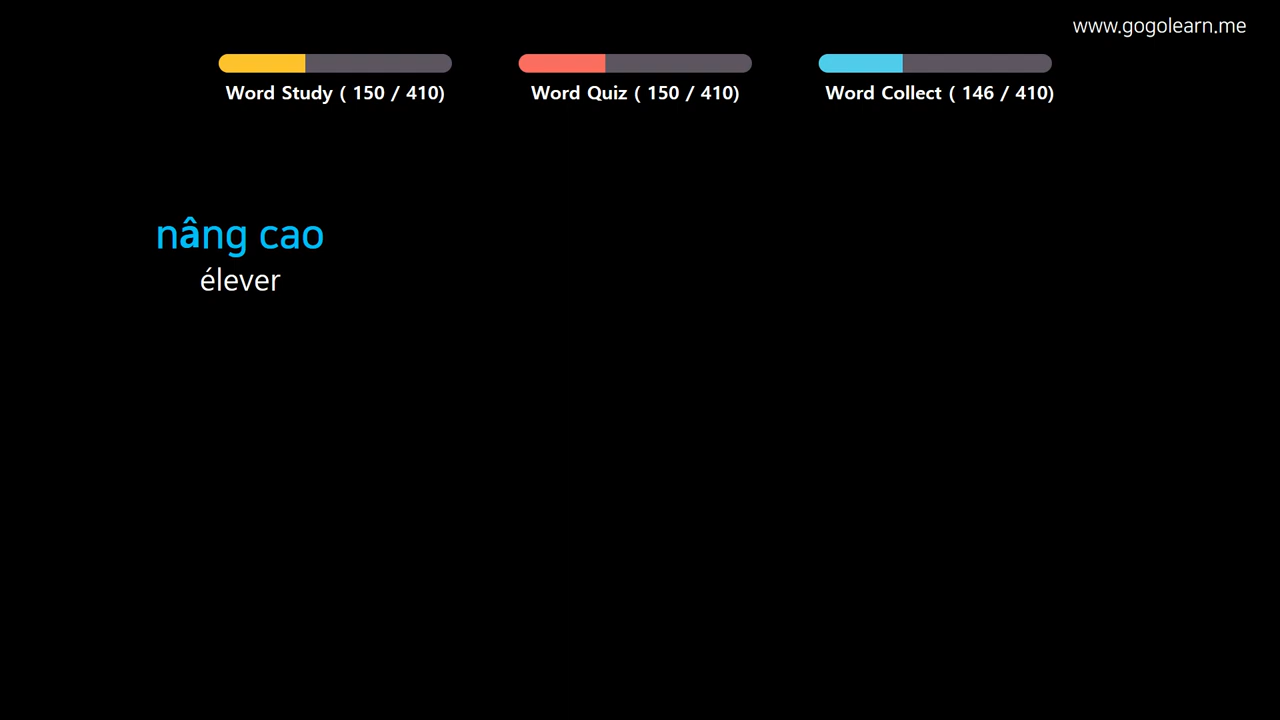 www.gogolearn.me
Word Study ( 150 / 410)
Word Quiz ( 150 / 410)
Word Collect ( 146 / 410)
nâng cao
élever